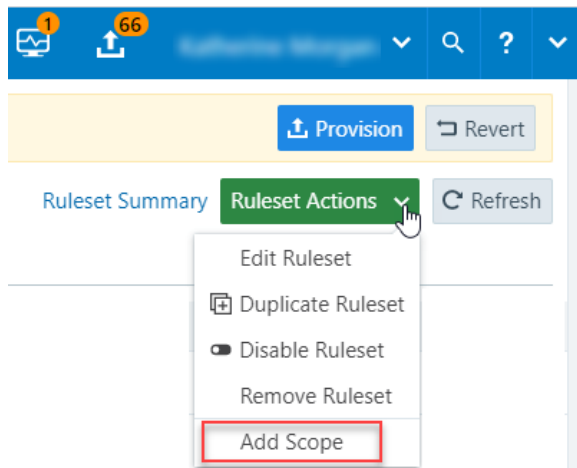 1
66
?
Provision
Revert
Ruleset Summary
Ruleset Actions
Refresh
Edit Ruleset
Duplicate Ruleset
Disable Ruleset
Remove Ruleset
Add Scope